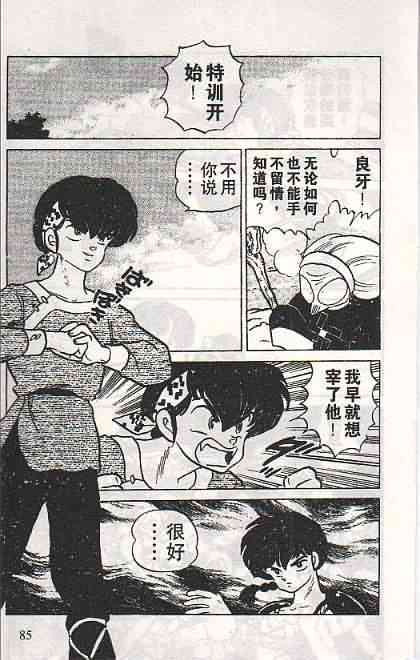 特训开
始！
良牙！
无论如何
也不能手
不留情，
知道吗？
不用
你说
……
我早就想
宰了他！
很好
……
85